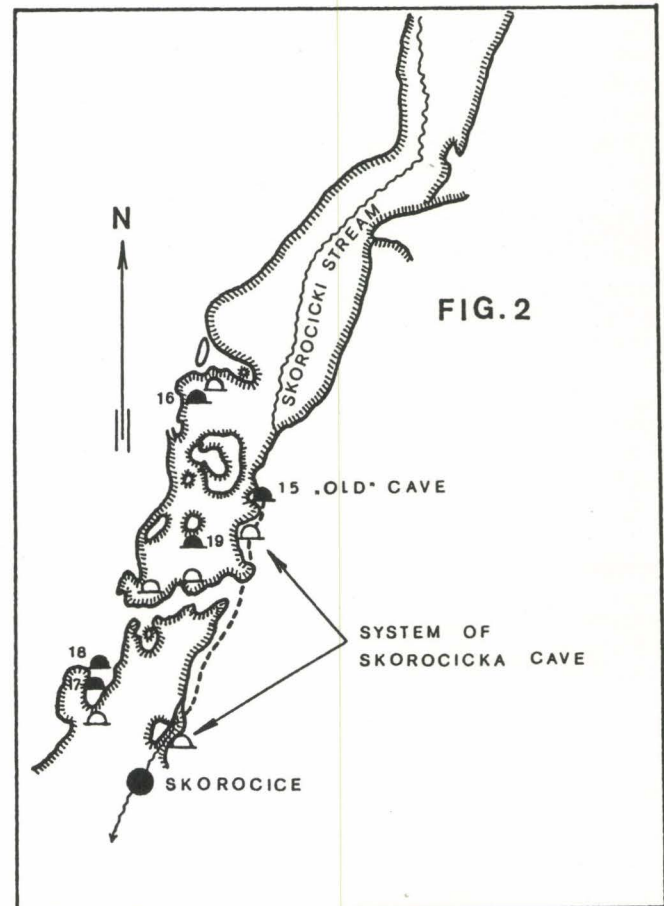 N
SKOROCICKI STREAM
FIG. 2
16
15 „OLD" CAVE
19
SYSTEM OF
SKOROCICKA CAVE
18
17
SKOROCICE